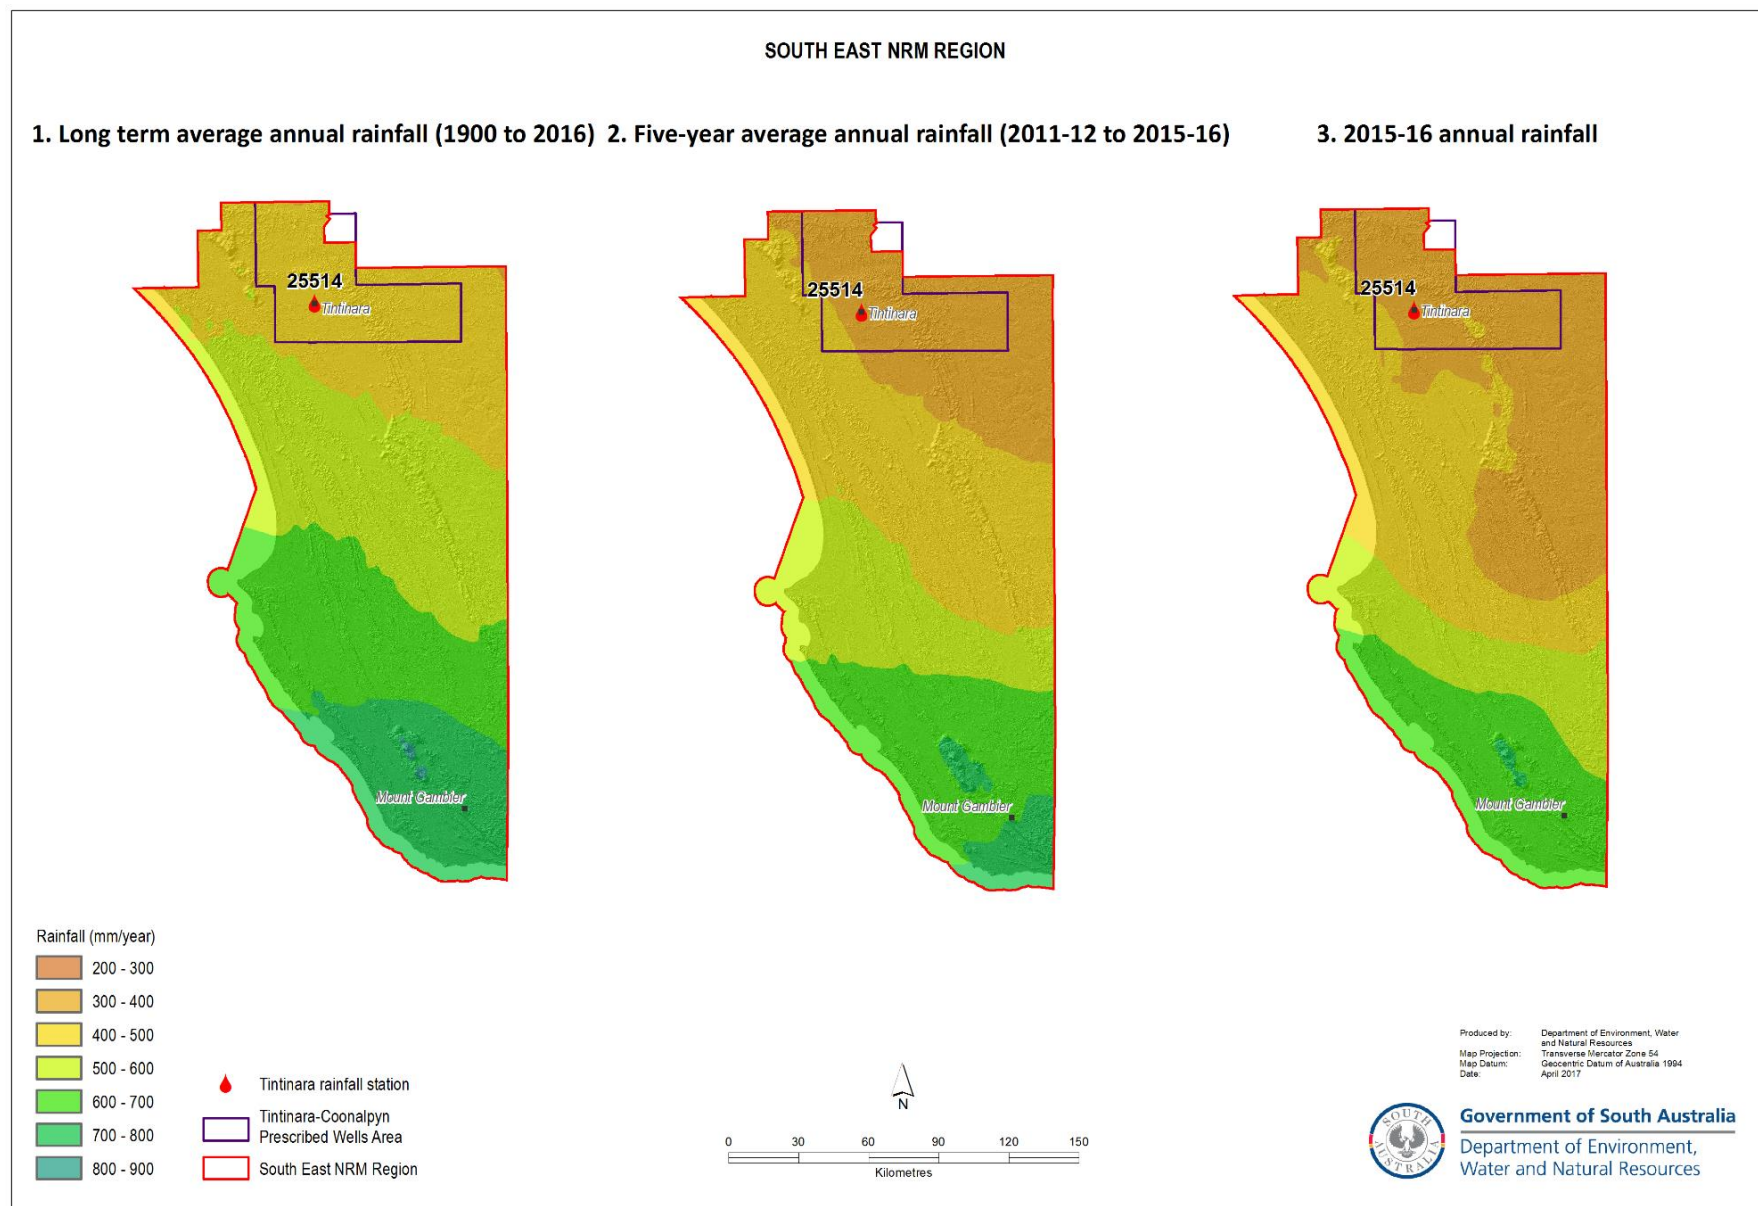 SOUTH EAST NRM REGION
1. Long term average annual rainfall (1900 to 2016)
2. Five-year average annual rainfall (2011-12 to 2015-16)
3. 2015-16 annual rainfall
25514
Tintinara
Mount Gambier
25514
Tintinara
Mount Gambier
25514
Tintinara
Mount Gambier
Rainfall (mm/year)
200 - 300
300 - 400
400 - 500
500 - 600
600 - 700
700 - 800
800 - 900
Tintinara rainfall station
Tintinara-Coonalpyn
Prescribed Wells Area
South East NRM Region
N
0 30 60 90 120 150
Kilometres
Produced by: Department of Environment, Water
and Natural Resources
Map Projection: Transverse Mercator Zone 54
Map Datum: Geocentric Datum of Australia 1994
Date: April 2017
SOUTH AUSTRALIA
Government of South Australia
Department of Environment,
Water and Natural Resources